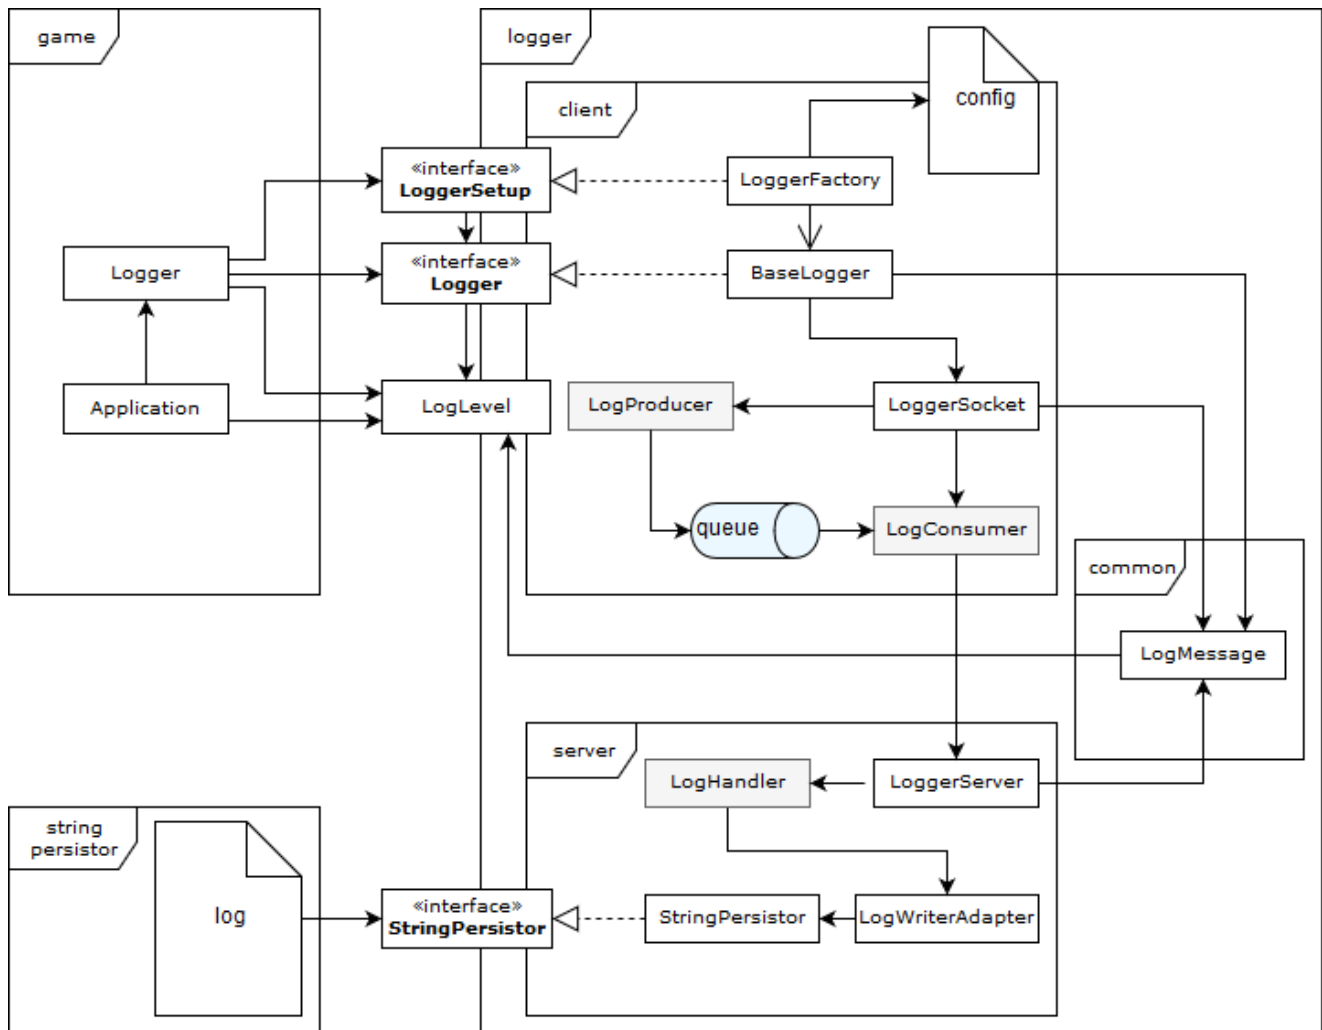 game
logger
config
client
«interface»
LoggerSetup
LoggerFactory
«interface»
Logger
Logger
BaseLogger
Application
LogLevel
LogProducer
LoggerSocket
queue
LogConsumer
common
LogMessage
server
LogHandler
LoggerServer
string
persistor
log
«interface»
StringPersistor
StringPersistor
LogWriterAdapter